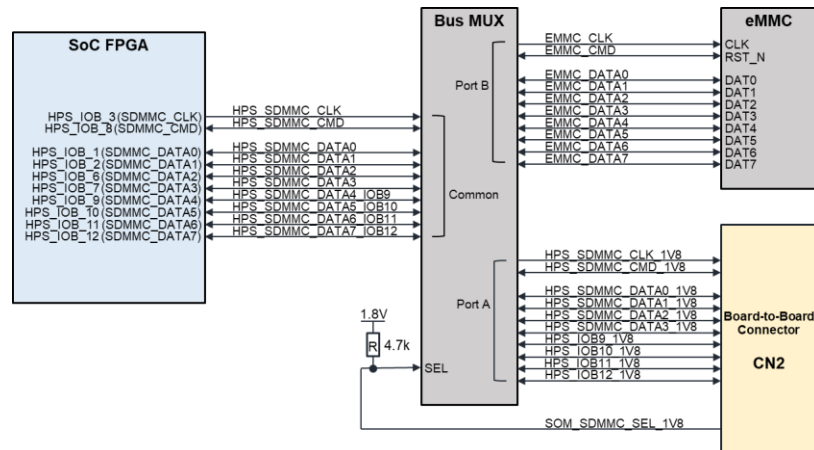 SoC FPGA
HPS_IOB_3(SDMMC_CLK)
HPS_IOB_8(SDMMC_CMD)
HPS_IOB_1(SDMMC_DATA0)
HPS_IOB_2(SDMMC_DATA1)
HPS_IOB_6(SDMMC_DATA2)
HPS_IOB_7(SDMMC_DATA3)
HPS_IOB_9(SDMMC_DATA4)
HPS_IOB_10(SDMMC_DATA5)
HPS_IOB_11(SDMMC_DATA6)
HPS_IOB_12(SDMMC_DATA7)
HPS_SDMMC_CLK
HPS_SDMMC_CMD
HPS_SDMMC_DATA0
HPS_SDMMC_DATA1
HPS_SDMMC_DATA2
HPS_SDMMC_DATA3
HPS_SDMMC_DATA4_IOB9
HPS_SDMMC_DATA5_IOB10
HPS_SDMMC_DATA6_IOB11
HPS_SDMMC_DATA7_IOB12
1.8V
R 4.7k
Bus MUX
Port B
Common
Port A
SEL
EMMC_CLK
EMMC_CMD
EMMC_DATA0
EMMC_DATA1
EMMC_DATA2
EMMC_DATA3
EMMC_DATA4
EMMC_DATA5
EMMC_DATA6
EMMC_DATA7
HPS_SDMMC_CLK_1V8
HPS_SDMMC_CMD_1V8
HPS_SDMMC_DATA0_1V8
HPS_SDMMC_DATA1_1V8
HPS_SDMMC_DATA2_1V8
HPS_SDMMC_DATA3_1V8
HPS_IOB9_1V8
HPS_IOB10_1V8
HPS_IOB11_1V8
HPS_IOB12_1V8
SOM_SDMMC_SEL_1V8
eMMC
CLK
RST_N
DAT0
DAT1
DAT2
DAT3
DAT4
DAT5
DAT6
DAT7
Board-to-Board
Connector
CN2